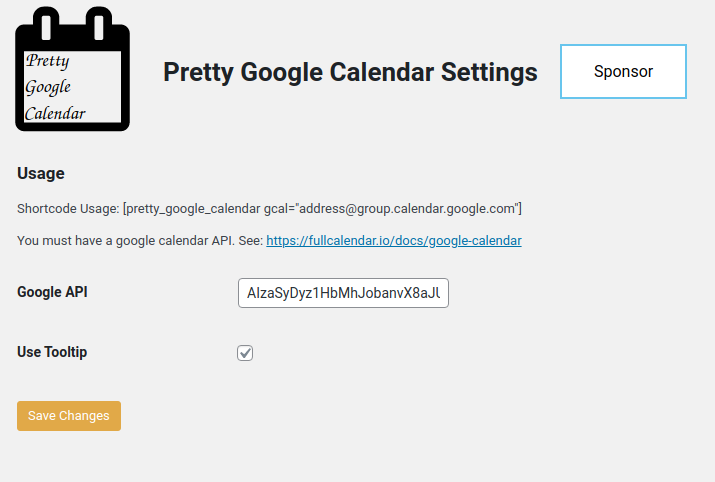 Pretty
Google
Calendar
Pretty Google Calendar Settings
Sponsor
Usage
Shortcode Usage: [pretty_google_calendar gcal="address@group.calendar.google.com"]
You must have a google calendar API. See: https://fullcalendar.io/docs/google-calendar
Google API
AIzaSyDyz1HbMhJobanvX8aJU
Use Tooltip
Save Changes